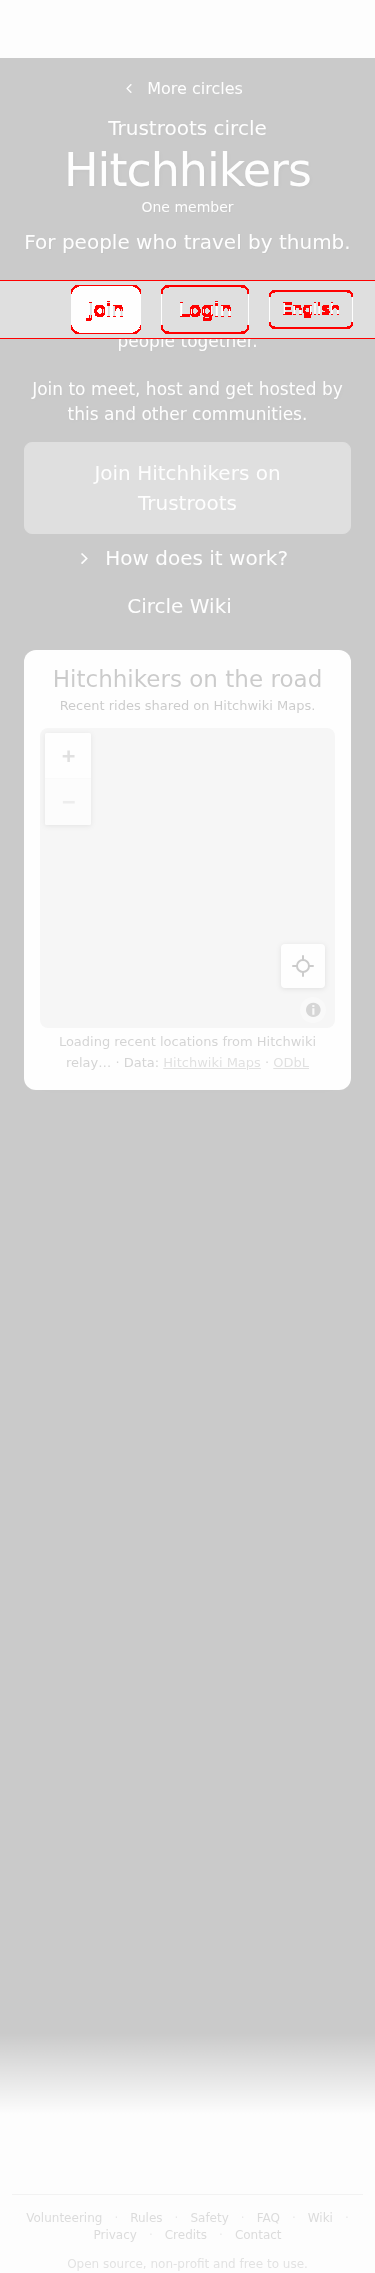 More circles
Trustroots circle
Hitchhikers
One member
For people who travel by thumb.
Join Login English
people together.
Join to meet, host and get hosted by
this and other communities.
Join Hitchhikers on
Trustroots
How does it work?
Circle Wiki
Hitchhikers on the road
Recent rides shared on Hitchwiki Maps.
+
−
Loading recent locations from Hitchwiki
relay… · Data: Hitchwiki Maps · ODbL
Volunteering · Rules · Safety · FAQ · Wiki ·
Privacy · Credits · Contact
Open source, non-profit and free to use.